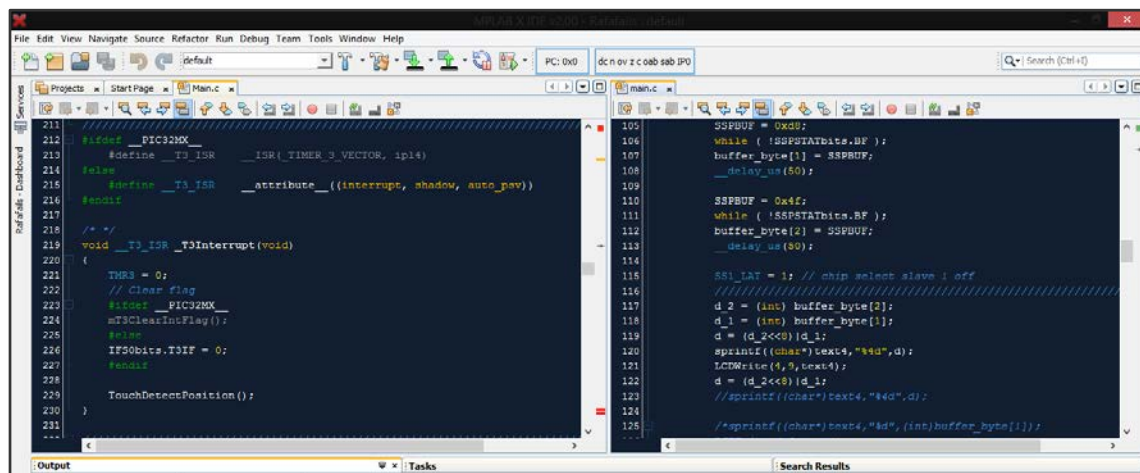 MPLAB X IDE v2.00 - Rafafails : default
File Edit View Navigate Source Refactor Run Debug Team Tools Window Help
default
PC: 0x0
dc n ov z c oab sab IP0
Search (Ctrl+I)
Services
Rafafails - Dashboard
Projects
Start Page
Main.c
211 ////////////////////////////////////////////////////////////////////////
212 #ifdef __PIC32MX__
213 #define __T3_ISR __ISR(_TIMER_3_VECTOR, ipl4)
214 #else
215 #define __T3_ISR __attribute__((interrupt, shadow, auto_psv))
216 #endif
217
218 /* */
219 void __T3_ISR _T3Interrupt(void)
220 {
221 TMR3 = 0;
222 // Clear flag
223 #ifdef __PIC32MX__
224 mT3ClearIntFlag();
225 #else
226 IFS0bits.T3IF = 0;
227 #endif
228
229 TouchDetectPosition();
230 }
231
main.c
105 SSPBUF = 0xd8;
106 while ( !SSPSTATbits.BF );
107 buffer_byte[1] = SSPBUF;
108 __delay_us(50);
109
110 SSPBUF = 0x4f;
111 while ( !SSPSTATbits.BF );
112 buffer_byte[2] = SSPBUF;
113 __delay_us(50);
114
115 SS1_LAT = 1; // chip select slave 1 off
116 ////////////////////////////////////////////////////////////////////////
117 d_2 = (int) buffer_byte[2];
118 d_1 = (int) buffer_byte[1];
119 d = (d_2<<8)|d_1;
120 sprintf((char*)text4,"%4d",d);
121 LCDWrite(4,9,text4);
122 d = (d_2<<8)|d_1;
123 //sprintf((char*)text4,"%4d",d);
124
125 /*sprintf((char*)text4,"%d",(int)buffer_byte[1]);
Output
Tasks
Search Results